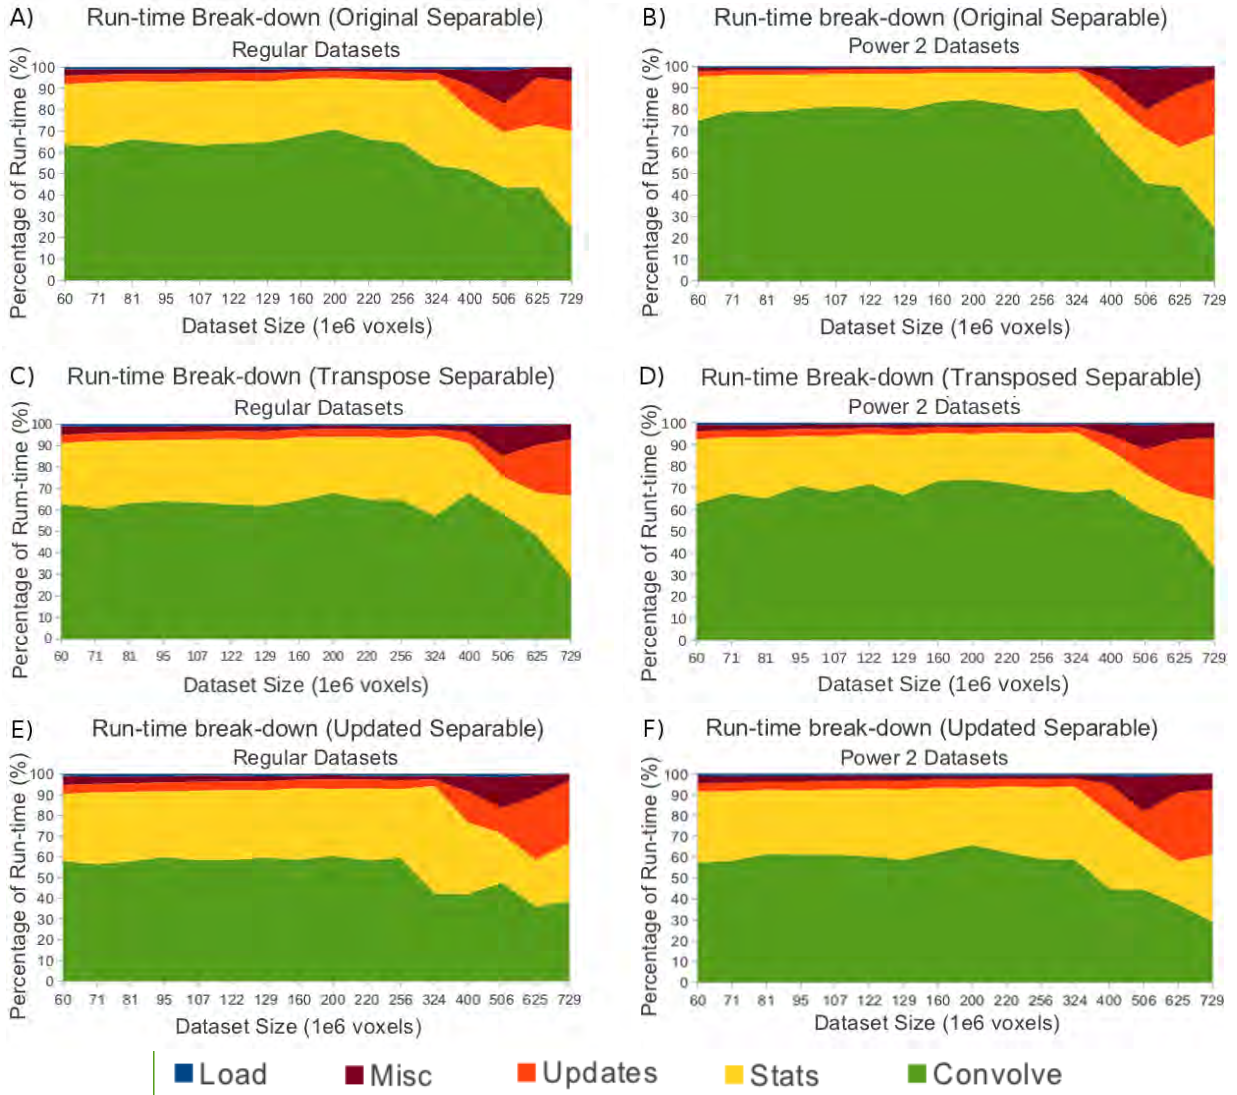 A) Run-time Break-down (Original Separable)
Regular Datasets
Percentage of Run-time (%)
100
90
80
70
60
50
40
30
20
10
0
60 71 81 95 107 122 129 160 200 220 256 324 400 506 625 729
Dataset Size (1e6 voxels)
B) Run-time break-down (Original Separable)
Power 2 Datasets
Percentage of Run-time (%)
100
90
80
70
60
50
40
30
20
10
0
60 71 81 95 107 122 129 160 200 220 256 324 400 506 625 729
Dataset Size (1e6 voxels)
C) Run-time Break-down (Transpose Separable)
Regular Datasets
Percentage of Rum-time (%)
100
90
80
70
60
50
40
30
20
10
0
60 71 81 95 107 122 129 160 200 220 256 324 400 506 625 729
Dataset Size (1e6 voxels)
D) Run-time Break-down (Transposed Separable)
Power 2 Datasets
Percentage of Runt-time (%)
100
90
80
70
60
50
40
30
20
10
0
60 71 81 95 107 122 129 160 200 220 256 324 400 506 625 729
Dataset Size (1e6 voxels)
E) Run-time break-down (Updated Separable)
Regular Datasets
Percentage of Run-time (%)
100
90
80
70
60
50
40
30
20
10
0
60 71 81 95 107 122 129 160 200 220 256 324 400 506 625 729
Dataset Size (1e6 voxels)
F) Run-time break-down (Updated Separable)
Power 2 Datasets
Percentage of Run-time (%)
100
90
80
70
60
50
40
30
20
10
0
60 71 81 95 107 122 129 160 200 220 256 324 400 506 625 729
Dataset Size (1e6 voxels)
Load Misc Updates Stats Convolve